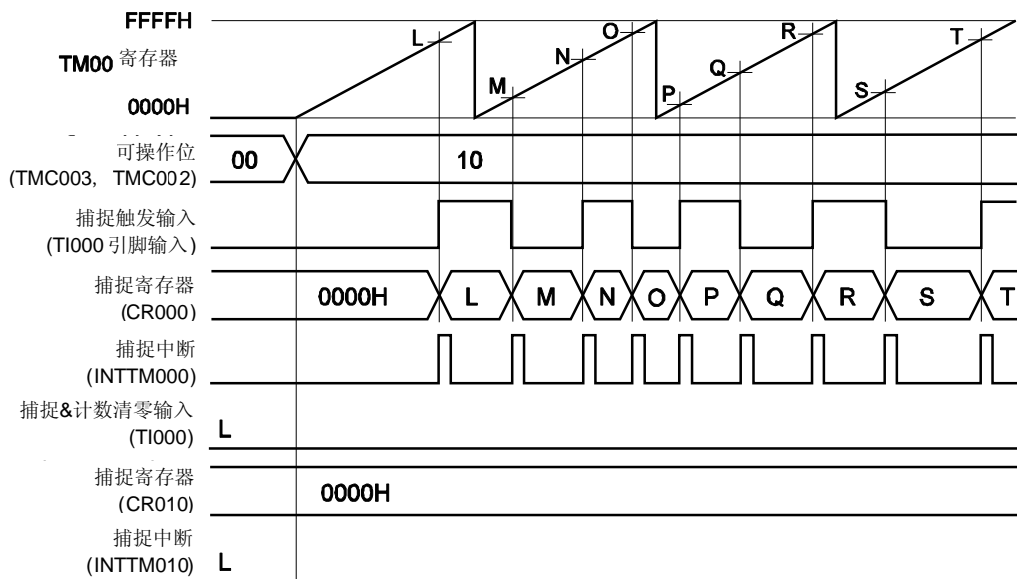 FFFFH
TM00 寄存器
0000H
L M N O P Q R S T
可操作位
(TMC003, TMC002)
00 10
捕捉触发输入
(TI000 引脚输入)
捕捉寄存器
(CR000)
0000H L M N O P Q R S T
捕捉中断
(INTTM000)
捕捉&计数清零输入
(TI000)
L
捕捉寄存器
(CR010)
0000H
捕捉中断
(INTTM010)
L